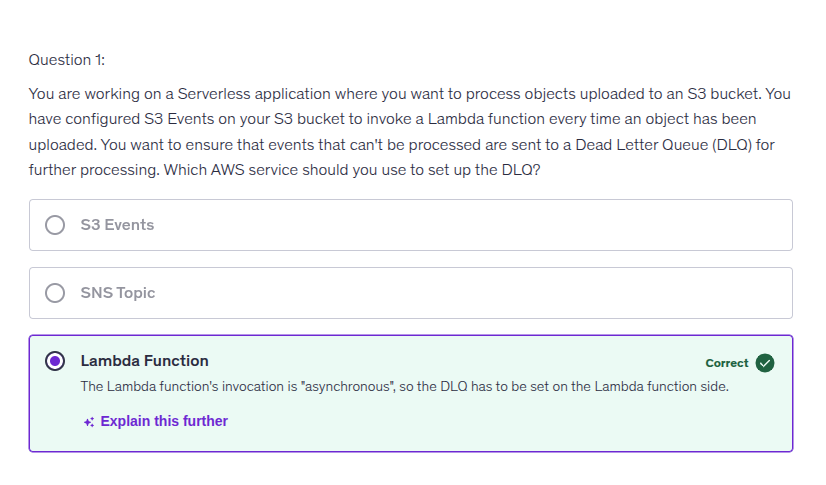 Question 1:
You are working on a Serverless application where you want to process objects uploaded to an S3 bucket. You
have configured S3 Events on your S3 bucket to invoke a Lambda function every time an object has been
uploaded. You want to ensure that events that can't be processed are sent to a Dead Letter Queue (DLQ) for
further processing. Which AWS service should you use to set up the DLQ?
S3 Events
SNS Topic
Lambda Function
Correct
The Lambda function's invocation is "asynchronous", so the DLQ has to be set on the Lambda function side.
Explain this further